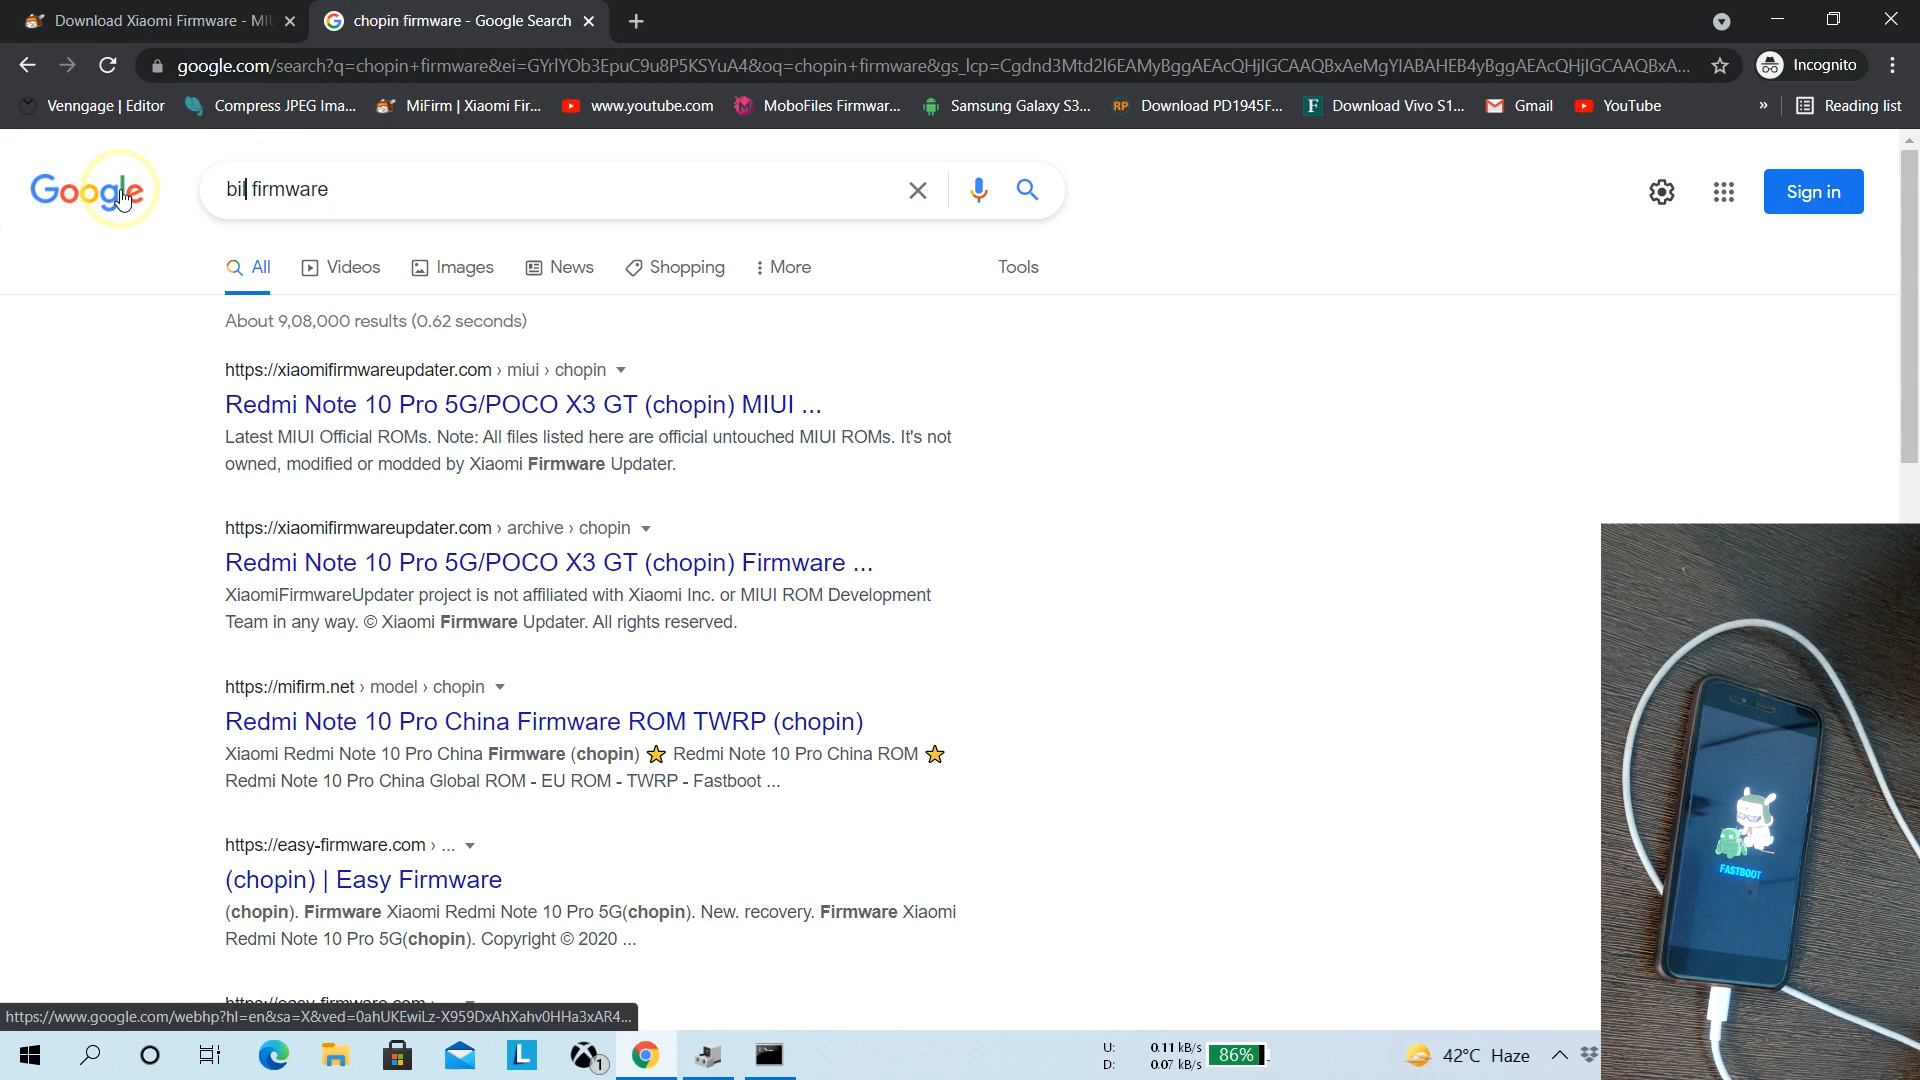 Download Xiaomi Firmware - MI
chopin firmware - Google Search
google.com/search?q=chopin+firmware&ei=GYrlYOb3EpuC9u8P5KSYuA4&oq=chopin+firmware&gs_lcp=Cgdnd3Mtd2l6EAMyBggAEAcQHjIGCAAQBxAeMgYIABAHEB4yBggAEAcQHjIGCAAQBxA...
Incognito
Venngage | Editor
Compress JPEG Ima...
MiFirm | Xiaomi Fir...
www.youtube.com
MoboFiles Firmwar...
Samsung Galaxy S3...
RP Download PD1945F...
F Download Vivo S1...
Gmail
YouTube
»
Reading list
Google
bil firmware
Sign in
All
Videos
Images
News
Shopping
More
Tools
About 9,08,000 results (0.62 seconds)
https://xiaomifirmwareupdater.com › miui › chopin
Redmi Note 10 Pro 5G/POCO X3 GT (chopin) MIUI ...
Latest MIUI Official ROMs. Note: All files listed here are official untouched MIUI ROMs. It's not
owned, modified or modded by Xiaomi Firmware Updater.
https://xiaomifirmwareupdater.com › archive › chopin
Redmi Note 10 Pro 5G/POCO X3 GT (chopin) Firmware ...
XiaomiFirmwareUpdater project is not affiliated with Xiaomi Inc. or MIUI ROM Development
Team in any way. © Xiaomi Firmware Updater. All rights reserved.
https://mifirm.net › model › chopin
Redmi Note 10 Pro China Firmware ROM TWRP (chopin)
Xiaomi Redmi Note 10 Pro China Firmware (chopin) ⭐ Redmi Note 10 Pro China ROM ⭐
Redmi Note 10 Pro China Global ROM - EU ROM - TWRP - Fastboot ...
https://easy-firmware.com › ...
(chopin) | Easy Firmware
(chopin). Firmware Xiaomi Redmi Note 10 Pro 5G(chopin). New. recovery. Firmware Xiaomi
Redmi Note 10 Pro 5G(chopin). Copyright © 2020 ...
https://easy-firmware.com ›
FASTBOOT
https://www.google.com/webhp?hl=en&sa=X&ved=0ahUKEwiLz-X959DxAhXahv0HHa3xAR4...
L
1
U: 0.11 kB/s
D: 0.07 kB/s
86%
42°C Haze